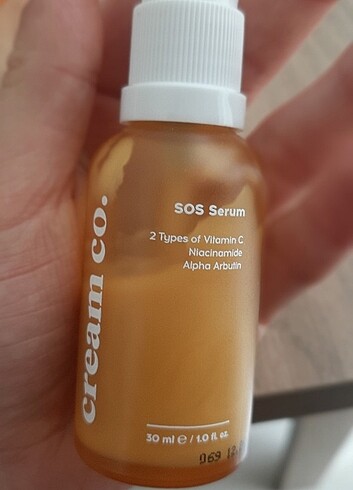 cream co.
SOS Serum
2 Types of Vitamin C
Niacinamide
Alpha Arbutin
30 ml e / 1.0 fl. oz.